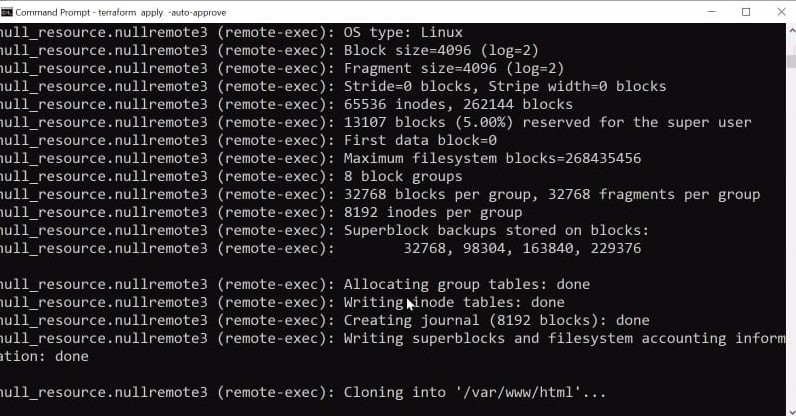 Command Prompt - terraform apply -auto-approve
null_resource.nullremote3 (remote-exec): OS type: Linux
null_resource.nullremote3 (remote-exec): Block size=4096 (log=2)
null_resource.nullremote3 (remote-exec): Fragment size=4096 (log=2)
null_resource.nullremote3 (remote-exec): Stride=0 blocks, Stripe width=0 blocks
null_resource.nullremote3 (remote-exec): 65536 inodes, 262144 blocks
null_resource.nullremote3 (remote-exec): 13107 blocks (5.00%) reserved for the super user
null_resource.nullremote3 (remote-exec): First data block=0
null_resource.nullremote3 (remote-exec): Maximum filesystem blocks=268435456
null_resource.nullremote3 (remote-exec): 8 block groups
null_resource.nullremote3 (remote-exec): 32768 blocks per group, 32768 fragments per group
null_resource.nullremote3 (remote-exec): 8192 inodes per group
null_resource.nullremote3 (remote-exec): Superblock backups stored on blocks:
null_resource.nullremote3 (remote-exec): 32768, 98304, 163840, 229376
null_resource.nullremote3 (remote-exec): Allocating group tables: done
null_resource.nullremote3 (remote-exec): Writing inode tables: done
null_resource.nullremote3 (remote-exec): Creating journal (8192 blocks): done
null_resource.nullremote3 (remote-exec): Writing superblocks and filesystem accounting inform
ation: done
null_resource.nullremote3 (remote-exec): Cloning into '/var/www/html'...